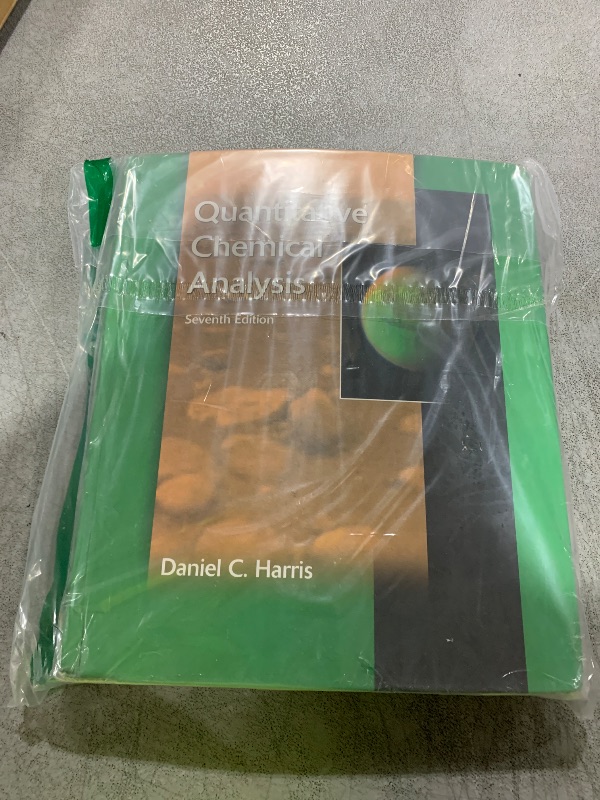 Quantitative
Chemical
Analysis
Seventh Edition
Daniel C. Harris